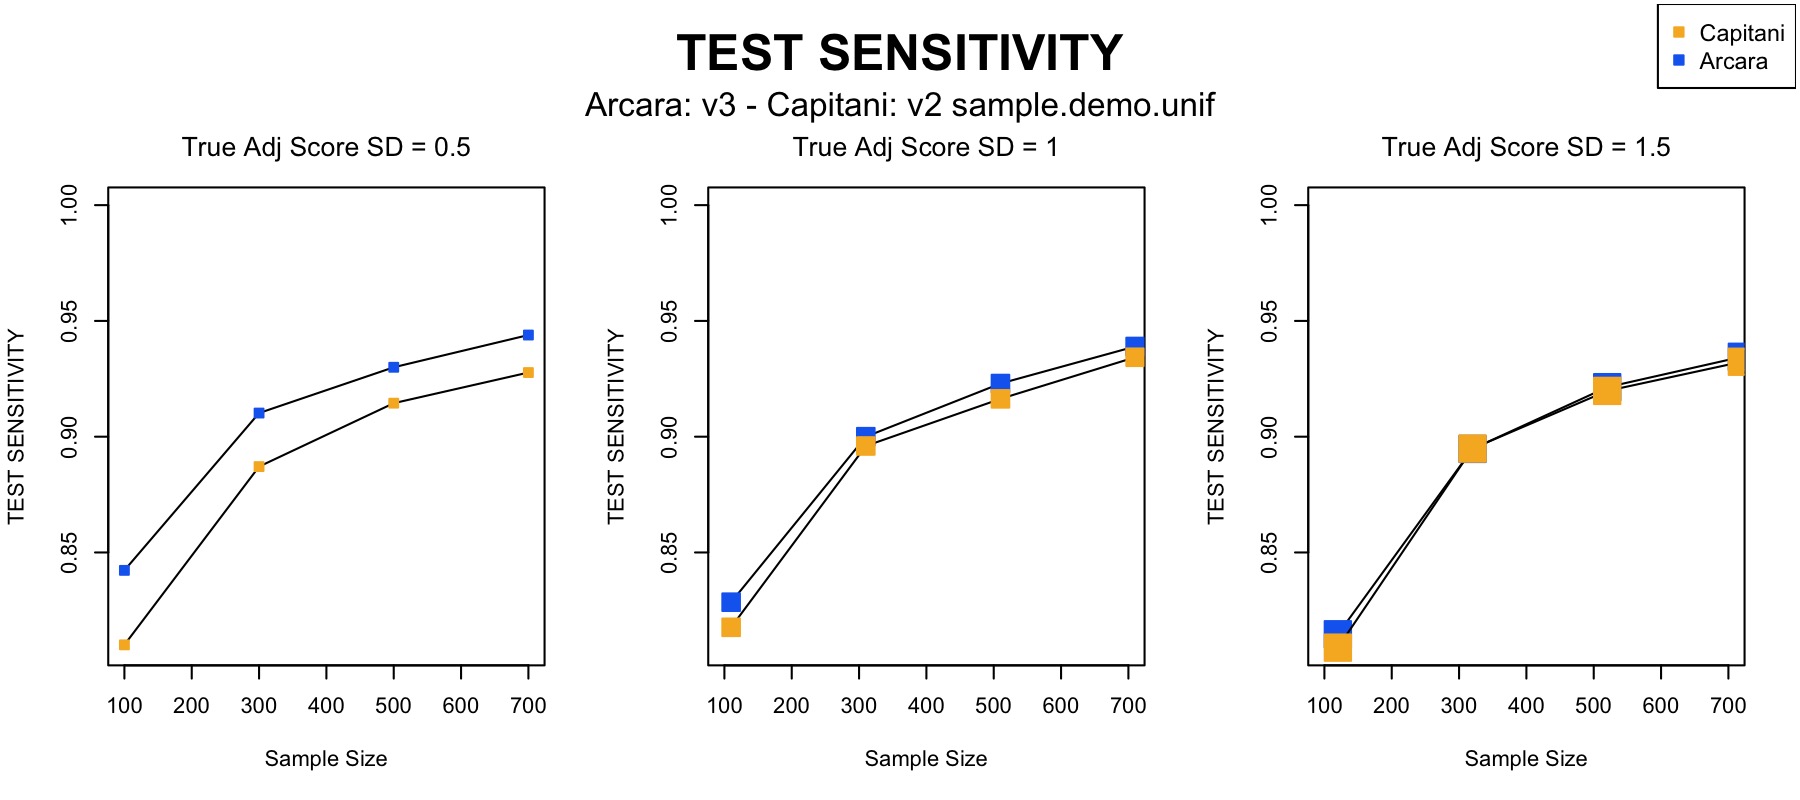 TEST SENSITIVITY
Arcara: v3 - Capitani: v2 sample.demo.unif
Capitani
Arcara
True Adj Score SD = 0.5
TEST SENSITIVITY
1.00
0.95
0.90
0.85
100 200 300 400 500 600 700
Sample Size
True Adj Score SD = 1
TEST SENSITIVITY
1.00
0.95
0.90
0.85
100 200 300 400 500 600 700
Sample Size
True Adj Score SD = 1.5
TEST SENSITIVITY
1.00
0.95
0.90
0.85
100 200 300 400 500 600 700
Sample Size